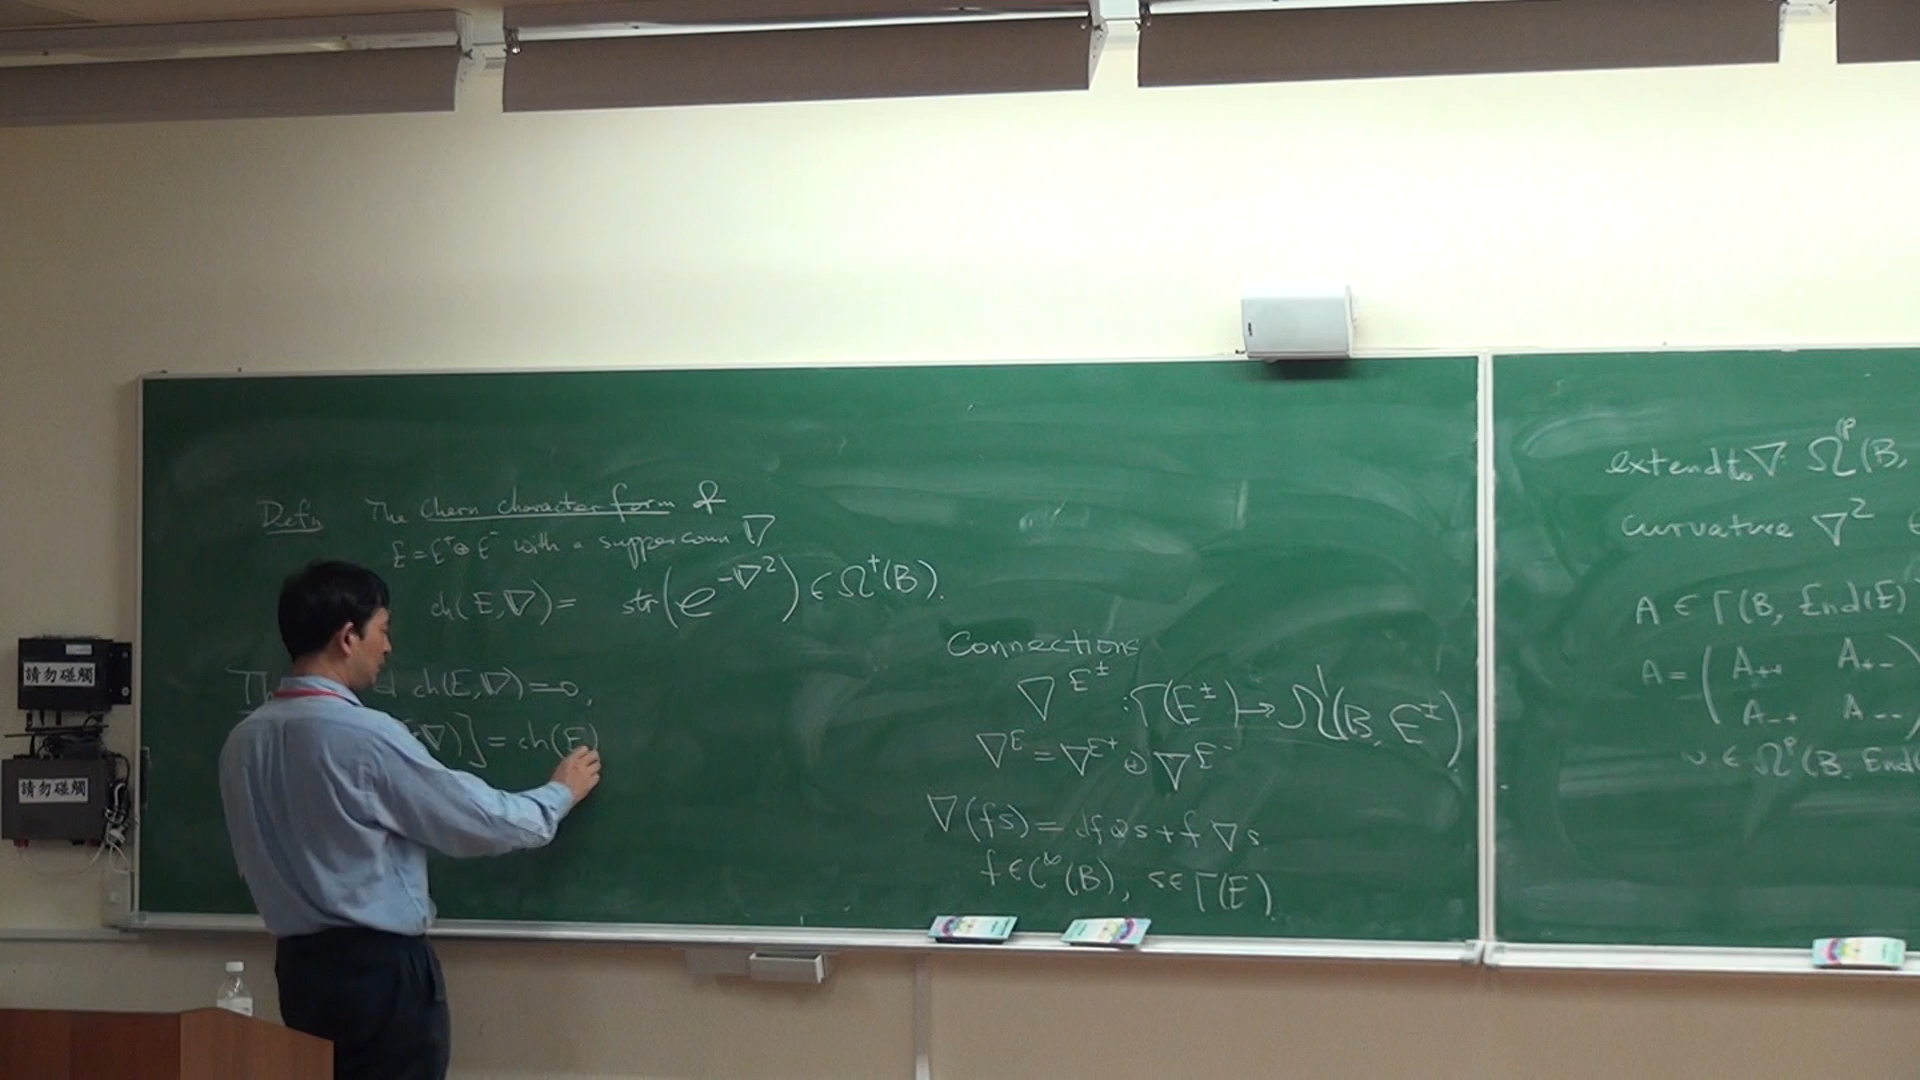 請勿碰觸
請勿碰觸
Defn The Chern character form of
E = E⁺⊕E⁻ with a supperconn ∇
ch(E,∇) = str(e^{-∇²}) ∈ Ω⁺(B).
d ch(E,∇) = 0,
∇)] = ch(E)
Connections
∇^{E^±} : Γ(E^±) ↦ Ω¹(B, E^±)
∇^E = ∇^{E⁺} ⊕ ∇^{E⁻}
∇(fs) = df⊗s + f∇s
f ∈ C^∞(B), s ∈ Γ(E)
extend to ∇: Ω^p(B,
curvature ∇² ∈
A ∈ Γ(B, End(E)
A = ( A₊₊ A₊₋
A₋₊ A₋₋ )
ω ∈ Ω^p(B, End(